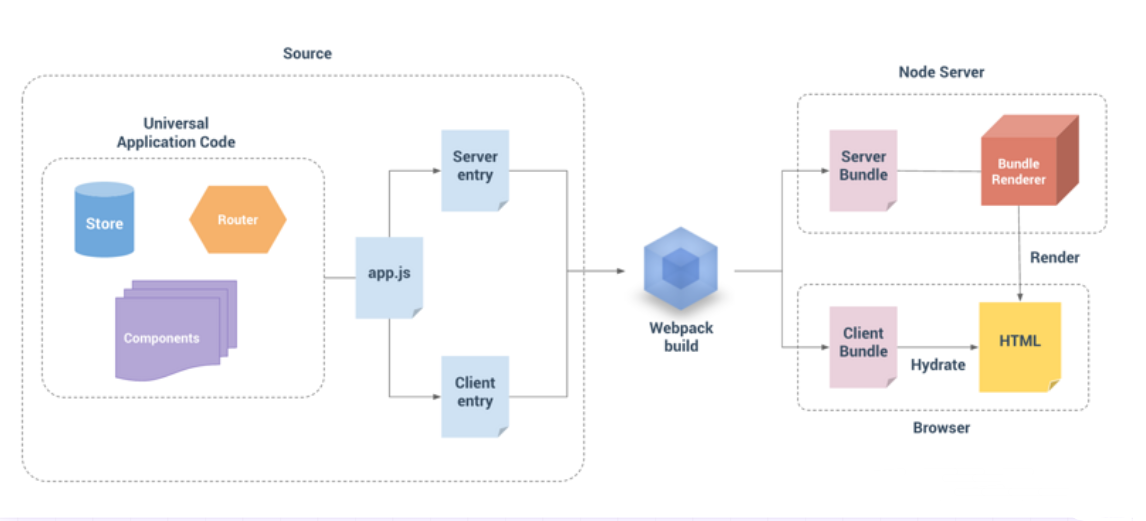 Source
Node Server
Universal
Application Code
Store
Router
Components
app.js
Server
entry
Client
entry
Webpack
build
Server
Bundle
Bundle
Renderer
Render
Client
Bundle
Hydrate
HTML
Browser